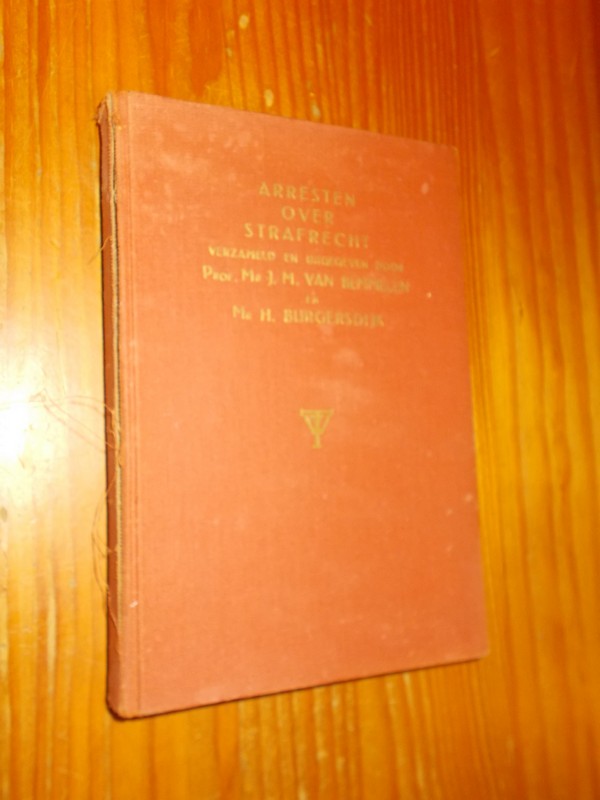 ARRESTEN
OVER
STRAFRECHT
VERZAMELD EN UITGEGEVEN DOOR
PROF. MR J. M. VAN BEMMELEN
EN
MR H. BURGERSDIJK